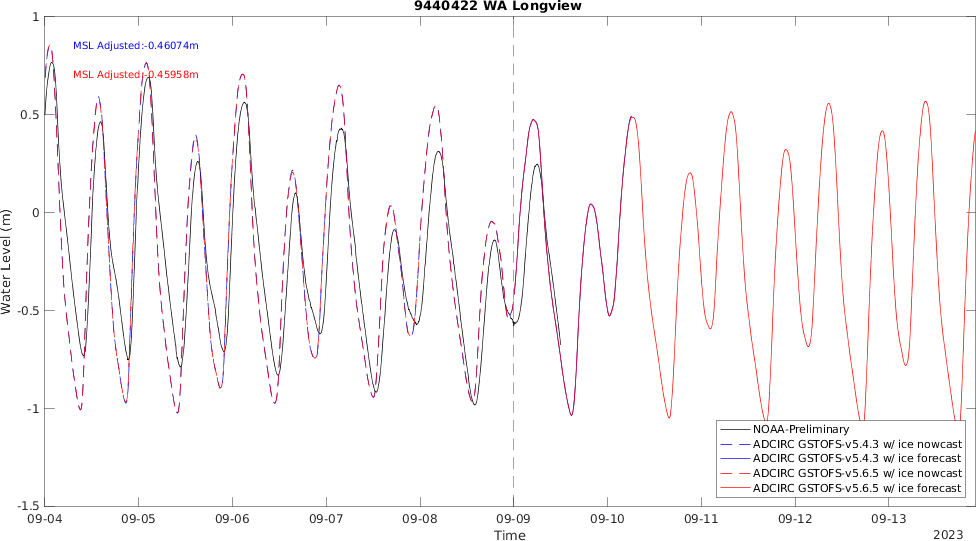 9440422 WA Longview
MSL Adjusted:-0.46074m
MSL Adjusted:-0.45958m
Water Level (m)
1
0.5
0
-0.5
-1
-1.5
NOAA-Preliminary
ADCIRC GSTOFS-v5.4.3 w/ ice nowcast
ADCIRC GSTOFS-v5.4.3 w/ ice forecast
ADCIRC GSTOFS-v5.6.5 w/ ice nowcast
ADCIRC GSTOFS-v5.6.5 w/ ice forecast
09-04 09-05 09-06 09-07 09-08 09-09 09-10 09-11 09-12 09-13
Time
2023